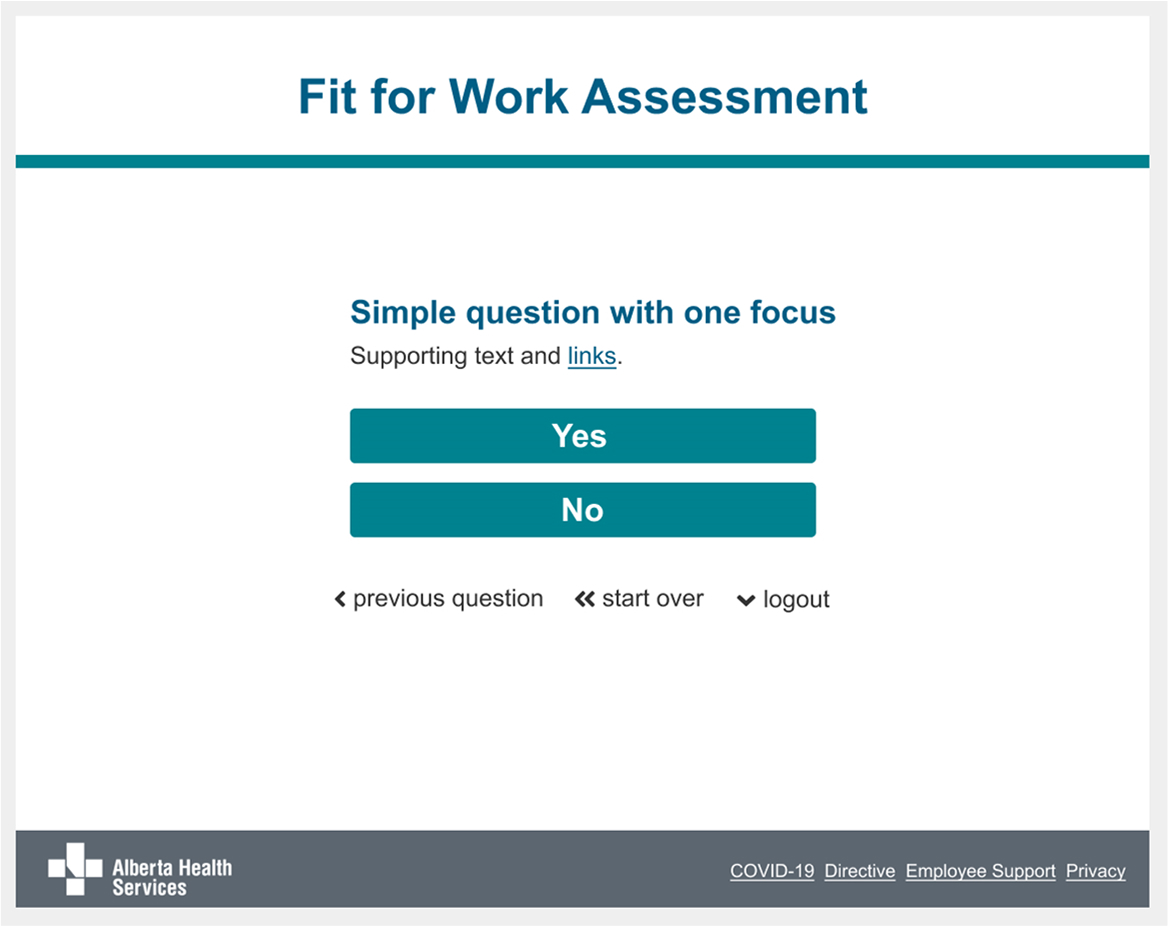 Fit for Work Assessment
Simple question with one focus
Supporting text and links.
Yes
No
previous question start over logout
Alberta Health
Services
COVID-19 Directive Employee Support Privacy